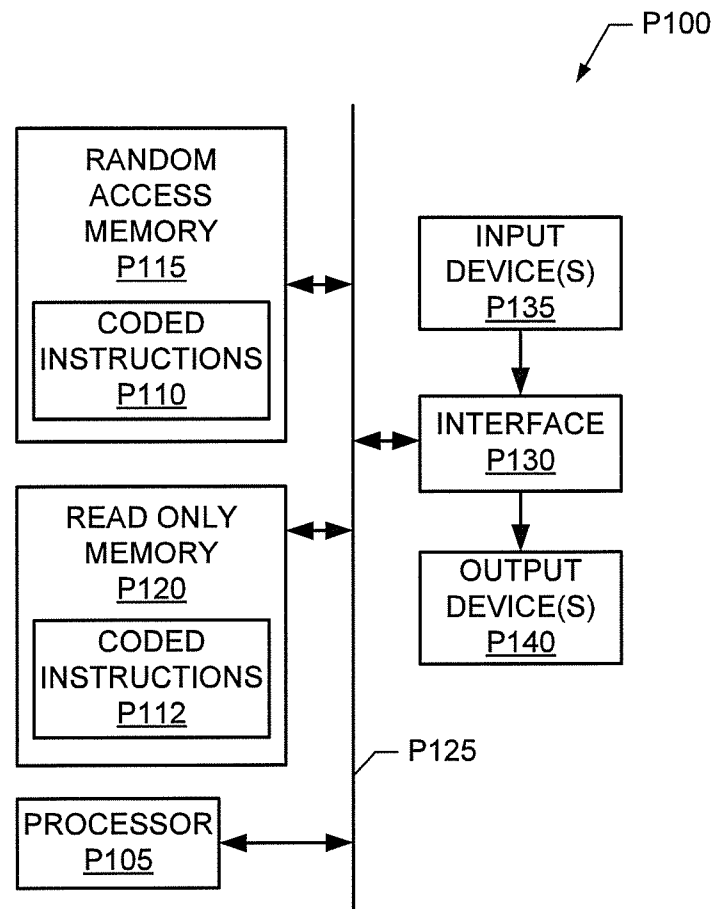 P100
RANDOM
ACCESS
MEMORY
P115
CODED
INSTRUCTIONS
P110
READ ONLY
MEMORY
P120
CODED
INSTRUCTIONS
P112
PROCESSOR
P105
INPUT
DEVICE(S)
P135
INTERFACE
P130
OUTPUT
DEVICE(S)
P140
P125